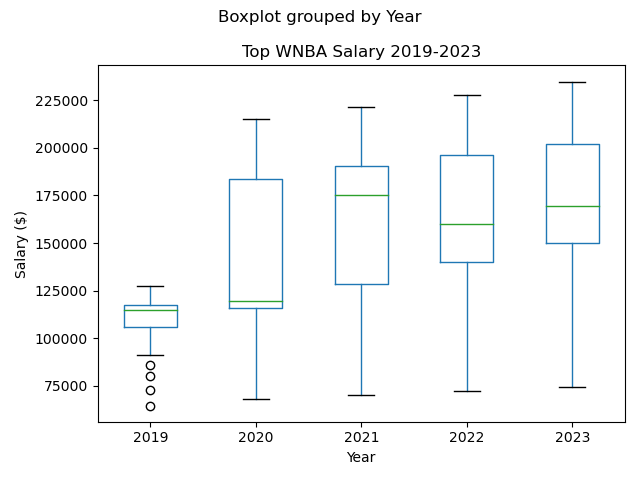 Boxplot grouped by Year
Top WNBA Salary 2019-2023
225000
200000
175000
150000
125000
100000
75000
Salary ($)
2019 2020 2021 2022 2023
Year